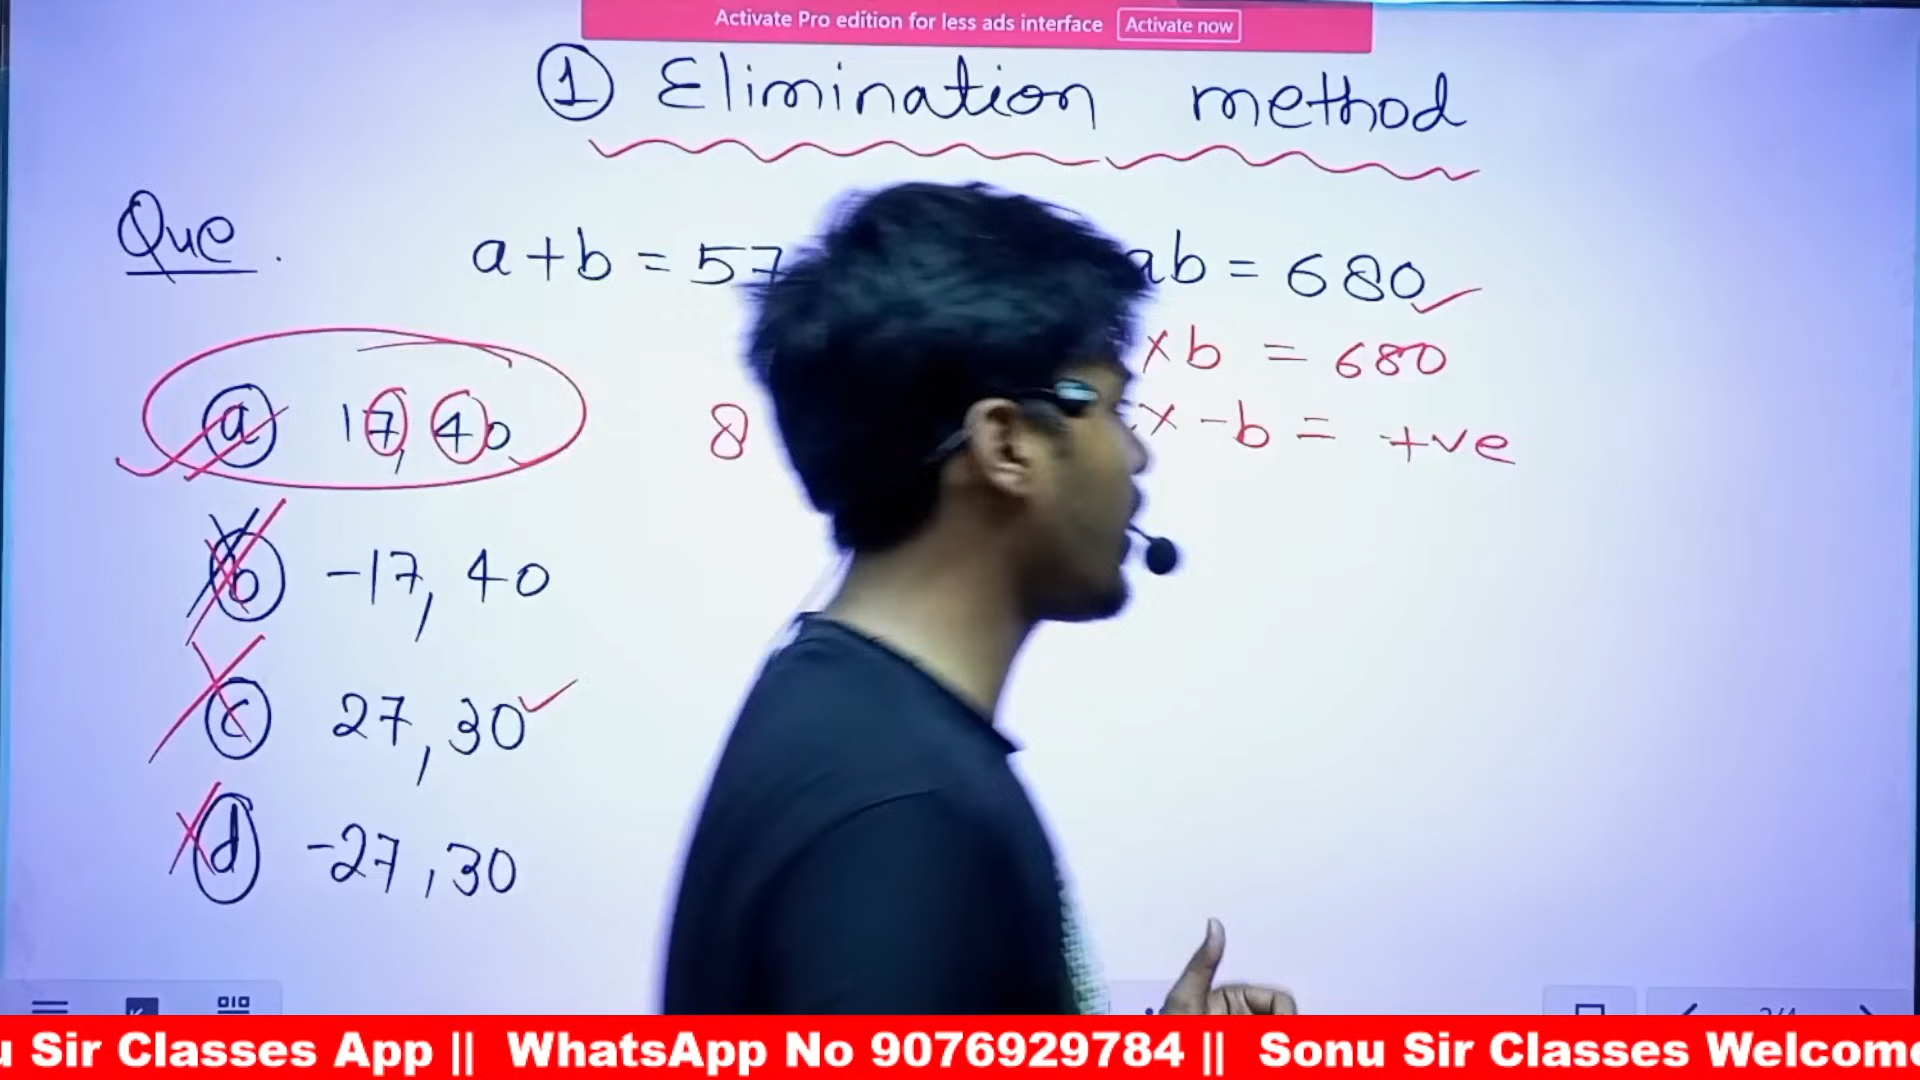 Activate Pro edition for less ads interface Activate now
① Elimination method
Que. a+b = 57 ab = 680
×b = 680
ⓐ 17, 40 8 × -b = +ve
ⓑ -17, 40
ⓒ 27, 30
ⓓ -27, 30
Sir Classes App || WhatsApp No 9076929784 || Sonu Sir Classes Welcome